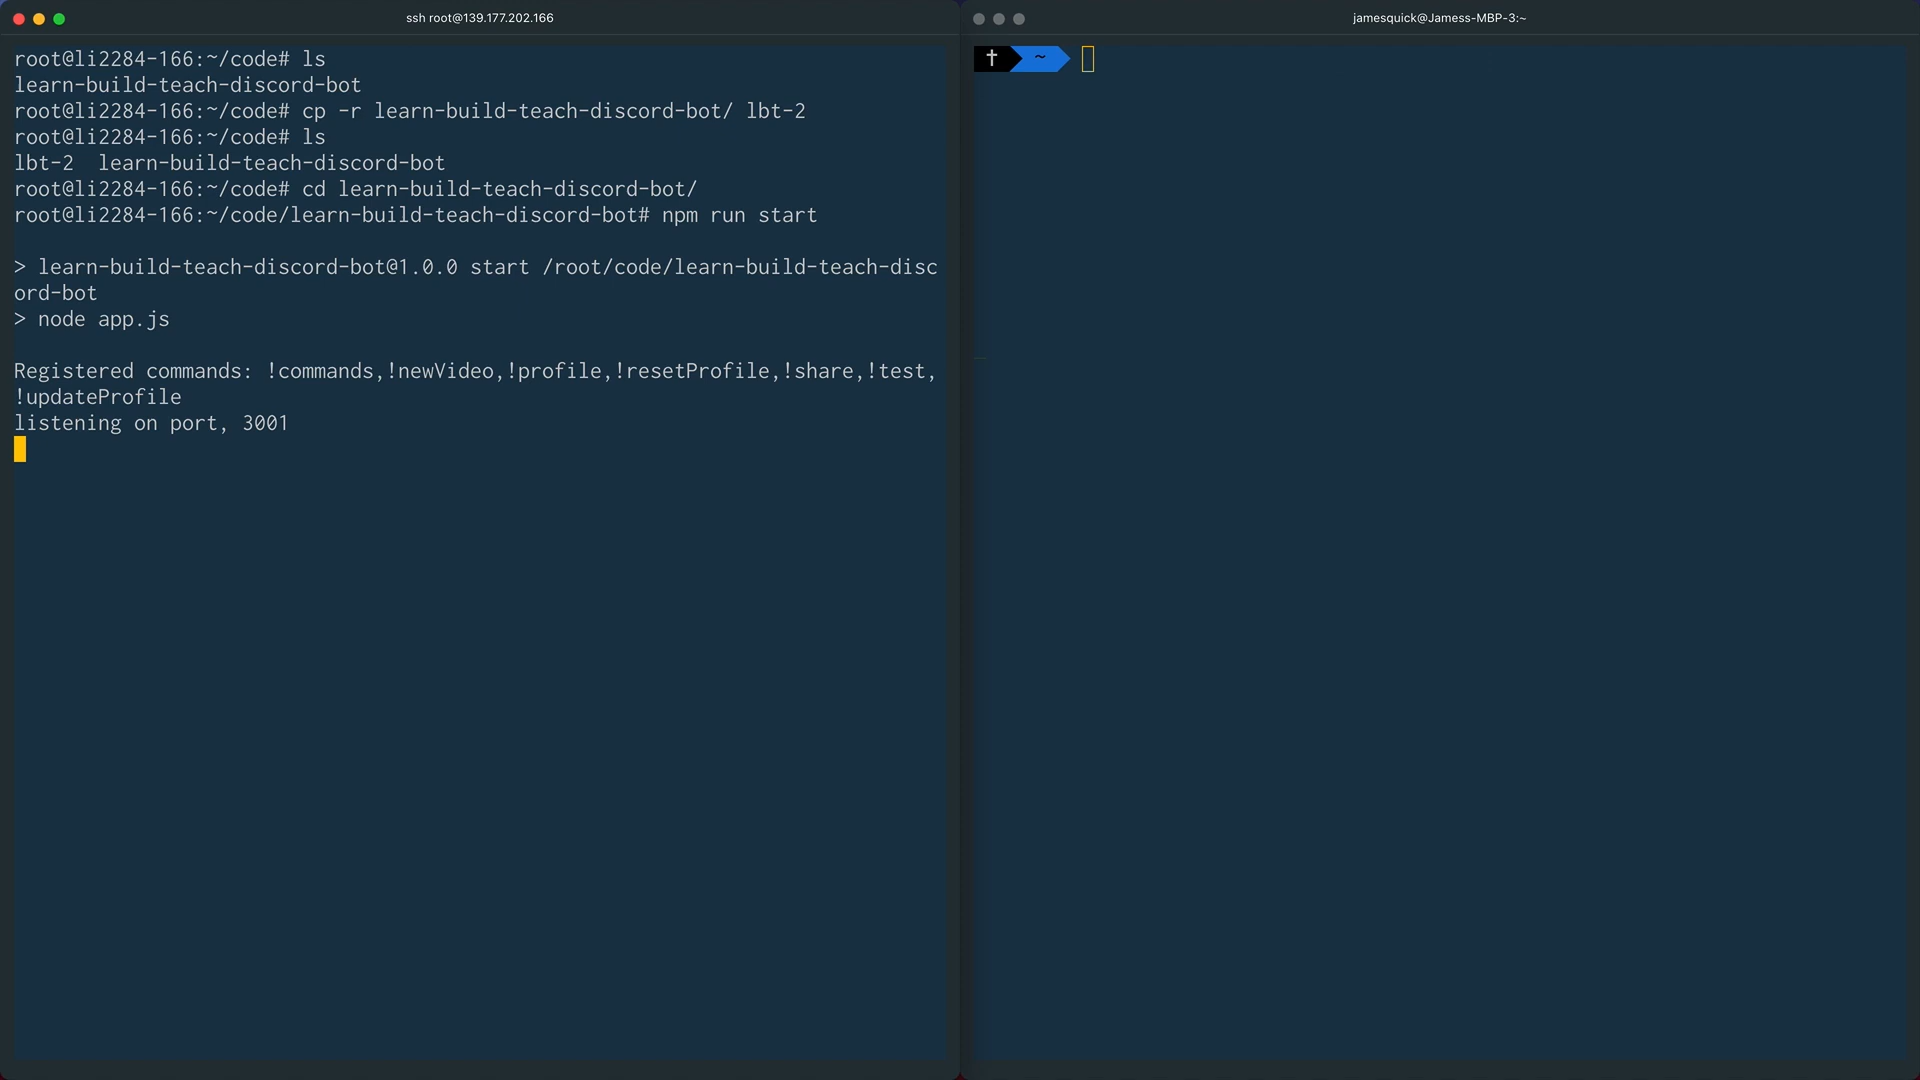 ssh root@139.177.202.166
root@li2284-166:~/code# ls
learn-build-teach-discord-bot
root@li2284-166:~/code# cp -r learn-build-teach-discord-bot/ lbt-2
root@li2284-166:~/code# ls
lbt-2  learn-build-teach-discord-bot
root@li2284-166:~/code# cd learn-build-teach-discord-bot/
root@li2284-166:~/code/learn-build-teach-discord-bot# npm run start
> learn-build-teach-discord-bot@1.0.0 start /root/code/learn-build-teach-disc
ord-bot
> node app.js
Registered commands: !commands,!newVideo,!profile,!resetProfile,!share,!test,
!updateProfile
listening on port, 3001
jamesquick@Jamess-MBP-3:~
† ~